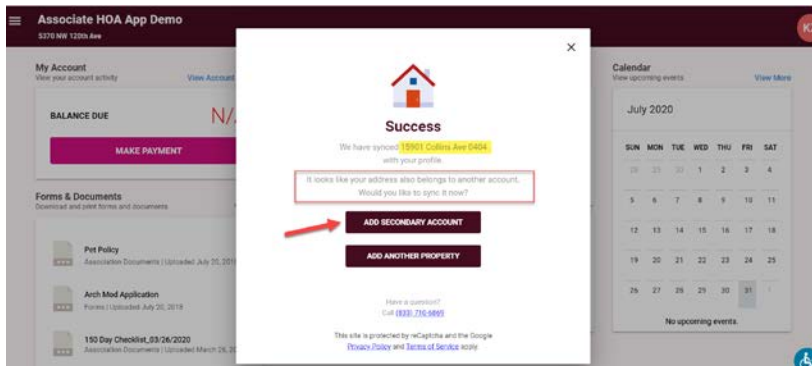 Associate HOA App Demo
5370 NW 120th Ave
My Account
View your account activity
View Account
BALANCE DUE
N/
MAKE PAYMENT
Forms & Documents
Download and print forms and documents
Pet Policy
Association Documents | Uploaded July 20, 201
Arch Mod Application
Forms | Uploaded July 20, 2019
150 Day Checklist_03/26/2020
Association Documents | Uploaded March 26, 20
×
Success
We have synced 15901 Collins Ave 0404
with your profile.
It looks like your address also belongs to another account.
Would you like to sync it now?
ADD SECONDARY ACCOUNT
ADD ANOTHER PROPERTY
Have a question?
Call (833) 710-6869
This site is protected by reCaptcha and the Google
Privacy Policy and Terms of Service apply.
K
Calendar
View upcoming events
View More
July 2020
SUN MON TUE WED THU FRI SAT
28 29 30 1 2 3 4
5 6 7 8 9 10 11
12 13 14 15 16 17 18
19 20 21 22 23 24 25
26 27 28 29 30 31 1
No upcoming events.